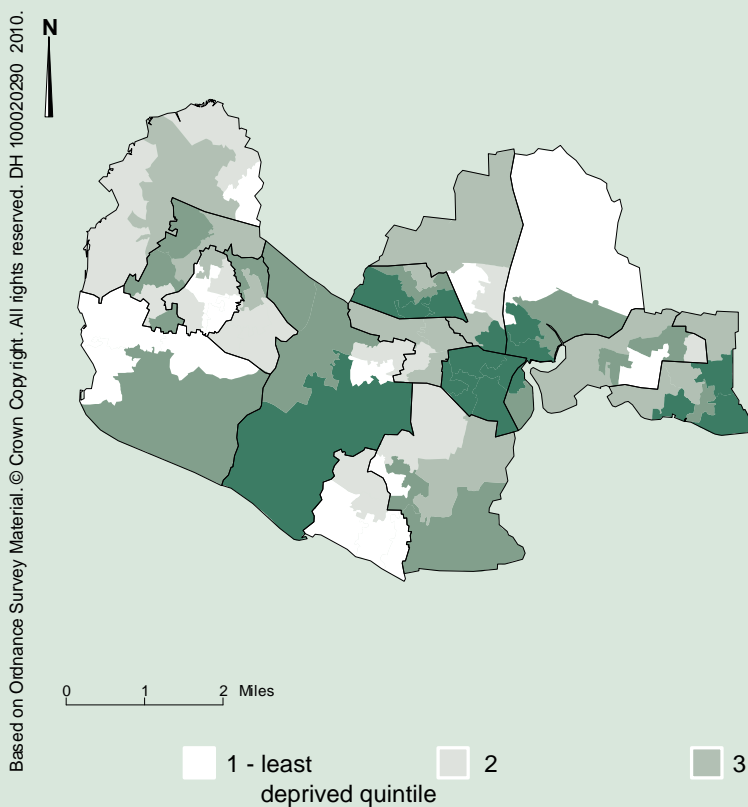 Based on Ordnance Survey Material. © Crown Copyright. All rights reserved. DH 100020290 2010.
N
0 1 2 Miles
1 - least
deprived quintile
2
3